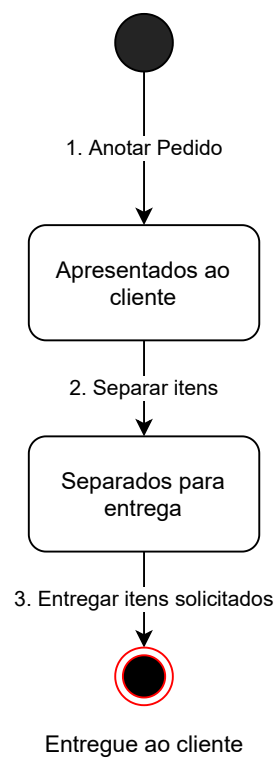 1. Anotar Pedido
Apresentados ao
cliente
2. Separar itens
Separados para
entrega
3. Entregar itens solicitados
Entregue ao cliente